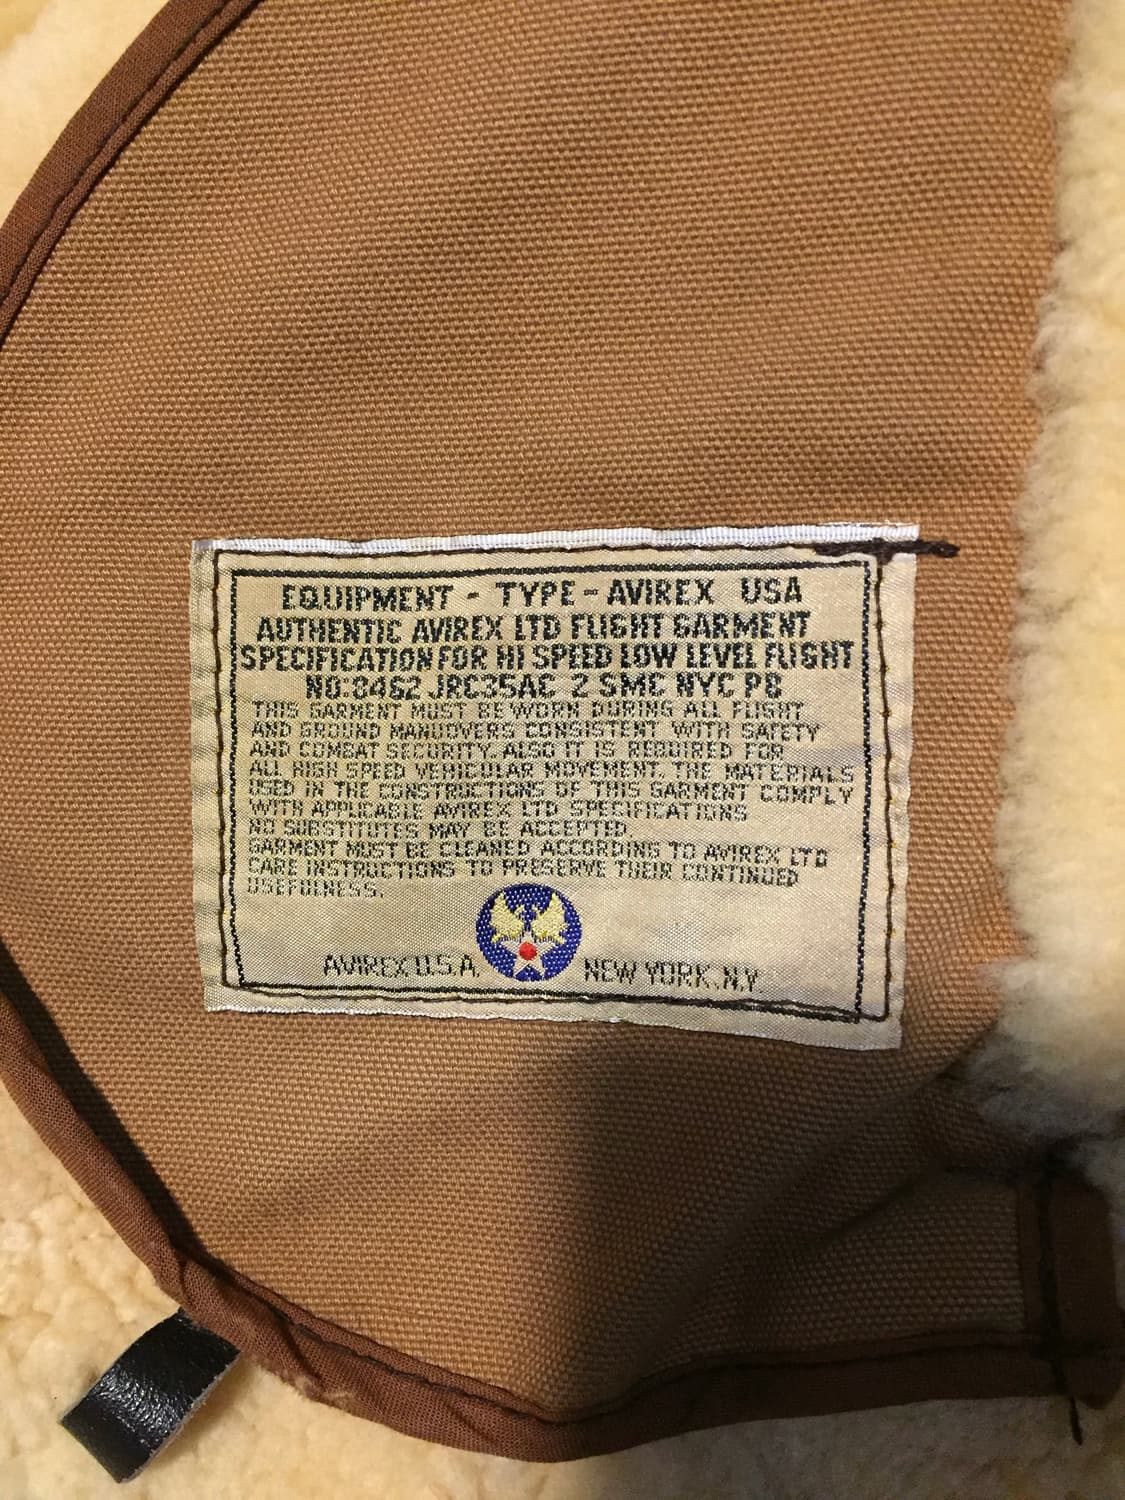 EQUIPMENT - TYPE - AVIREX USA
AUTHENTIC AVIREX LTD FLIGHT GARMENT
SPECIFICATION FOR HI SPEED LOW LEVEL FLIGHT
NO:8462 JRC35AC 2 SMC NYC PB
THIS GARMENT MUST BE WORN DURING ALL FLIGHT
AND GROUND MANUOVERS CONSISTENT WITH SAFETY
AND COMBAT SECURITY. ALSO IT IS REQUIRED FOR
ALL HIGH SPEED VEHICULAR MOVEMENT. THE MATERIALS
USED IN THE CONSTRUCTIONS OF THIS GARMENT COMPLY
WITH APPLICABLE AVIREX LTD SPECIFICATIONS
NO SUBSTITUTES MAY BE ACCEPTED.
GARMENT MUST BE CLEANED ACCORDING TO AVIREX LTD
CARE INSTRUCTIONS TO PRESERVE THEIR CONTINUED
USEFULNESS.
AVIREX U.S.A. NEW YORK, N.Y.